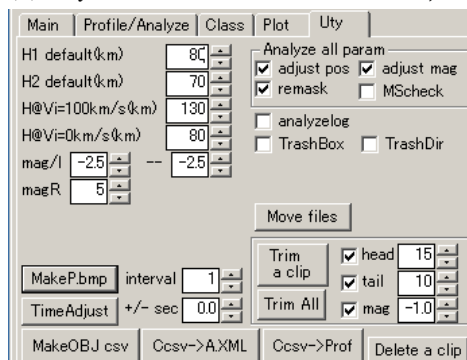 Main Profile/Analyze Class Plot Uty
H1 default(km) 80
H2 default(km) 70
H@Vi=100km/s(km) 130
H@Vi=0km/s(km) 80
mag/I -2.5 -- -2.5
magR 5
Analyze all param
adjust pos adjust mag
remask MScheck
analyzelog
TrashBox TrashDir
Move files
MakeP.bmp interval 1
TimeAdjust +/- sec 0.0
Trim a clip
head 15
tail 10
Trim All mag -1.0
MakeOBJ csv Ccsv->A.XML Ccsv->Prof Delete a clip